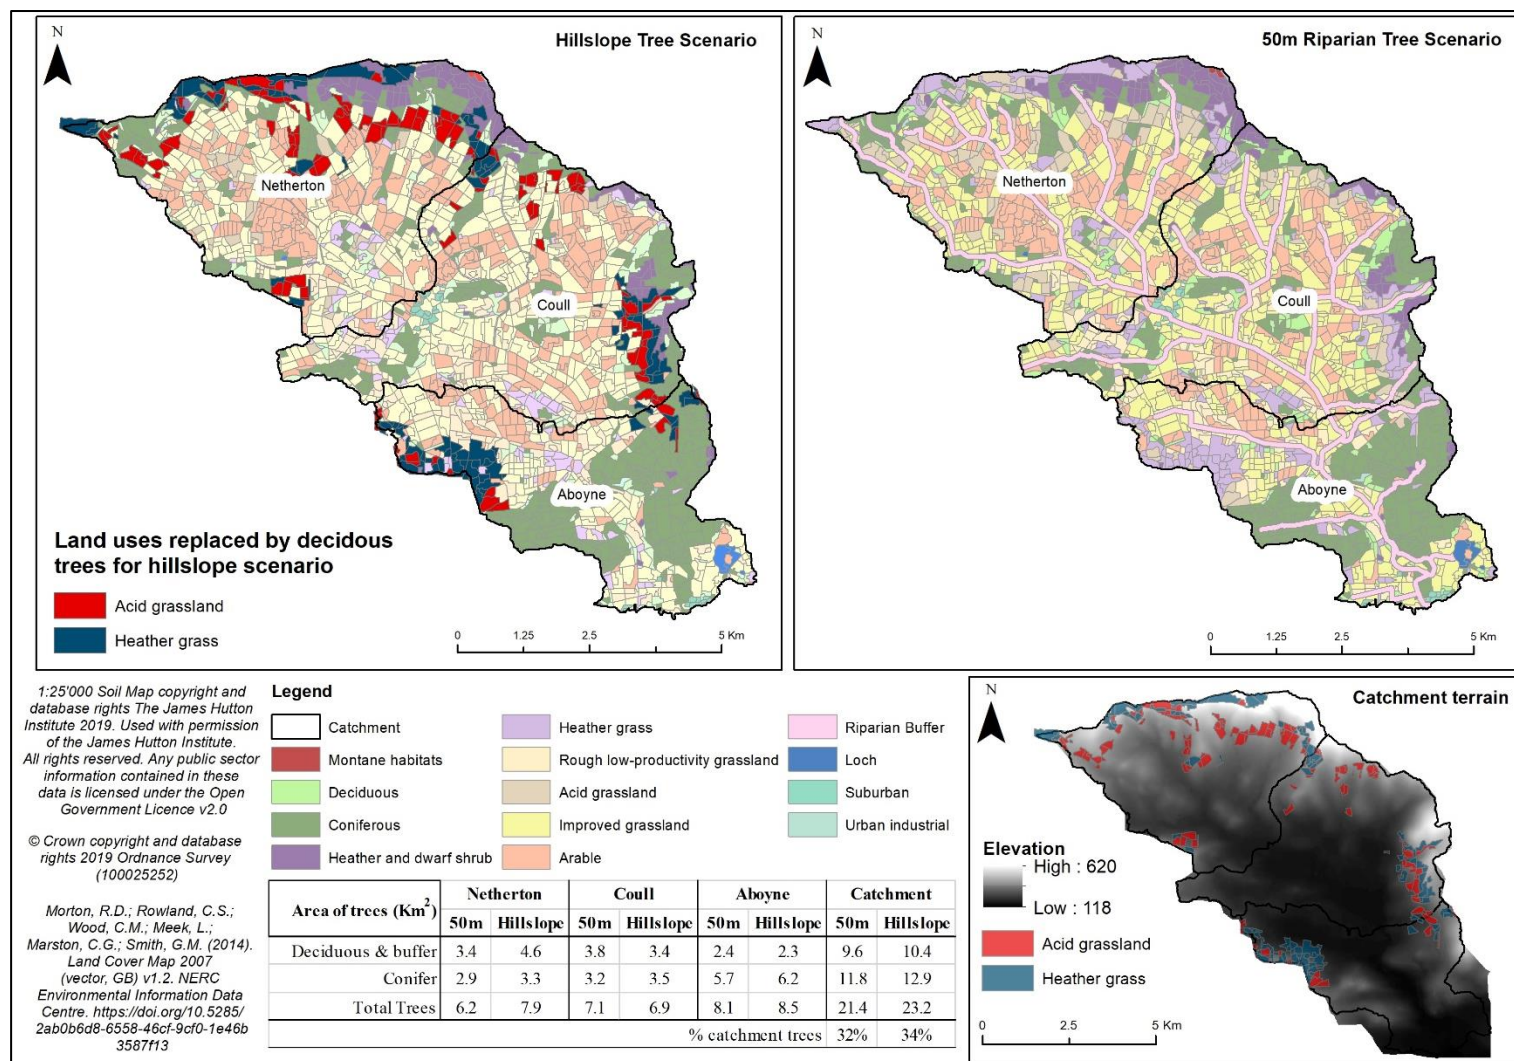 N
Hillslope Tree Scenario
Netherton
Coull
Aboyne
Land uses replaced by decidous
trees for hillslope scenario
Acid grassland
Heather grass
0 1.25 2.5 5 Km
N
50m Riparian Tree Scenario
Netherton
Coull
Aboyne
0 1.25 2.5 5 Km
1:25'000 Soil Map copyright and
database rights The James Hutton
Institute 2019. Used with permission
of the James Hutton Institute.
All rights reserved. Any public sector
information contained in these
data is licensed under the Open
Government Licence v2.0
© Crown copyright and database
rights 2019 Ordnance Survey
(100025252)
Morton, R.D.; Rowland, C.S.;
Wood, C.M.; Meek, L.;
Marston, C.G.; Smith, G.M. (2014).
Land Cover Map 2007
(vector, GB) v1.2. NERC
Environmental Information Data
Centre. https://doi.org/10.5285/
2ab0b6d8-6558-46cf-9cf0-1e46b
3587f13
Legend
Catchment
Montane habitats
Deciduous
Coniferous
Heather and dwarf shrub
Heather grass
Rough low-productivity grassland
Acid grassland
Improved grassland
Arable
Riparian Buffer
Loch
Suburban
Urban industrial
Area of trees (Km2) Netherton Coull Aboyne Catchment
50m Hillslope 50m Hillslope 50m Hillslope 50m Hillslope
Deciduous & buffer 3.4 4.6 3.8 3.4 2.4 2.3 9.6 10.4
Conifer 2.9 3.3 3.2 3.5 5.7 6.2 11.8 12.9
Total Trees 6.2 7.9 7.1 6.9 8.1 8.5 21.4 23.2
% catchment trees 32% 34%
N
Catchment terrain
Elevation
High : 620
Low : 118
Acid grassland
Heather grass
0 2.5 5 Km